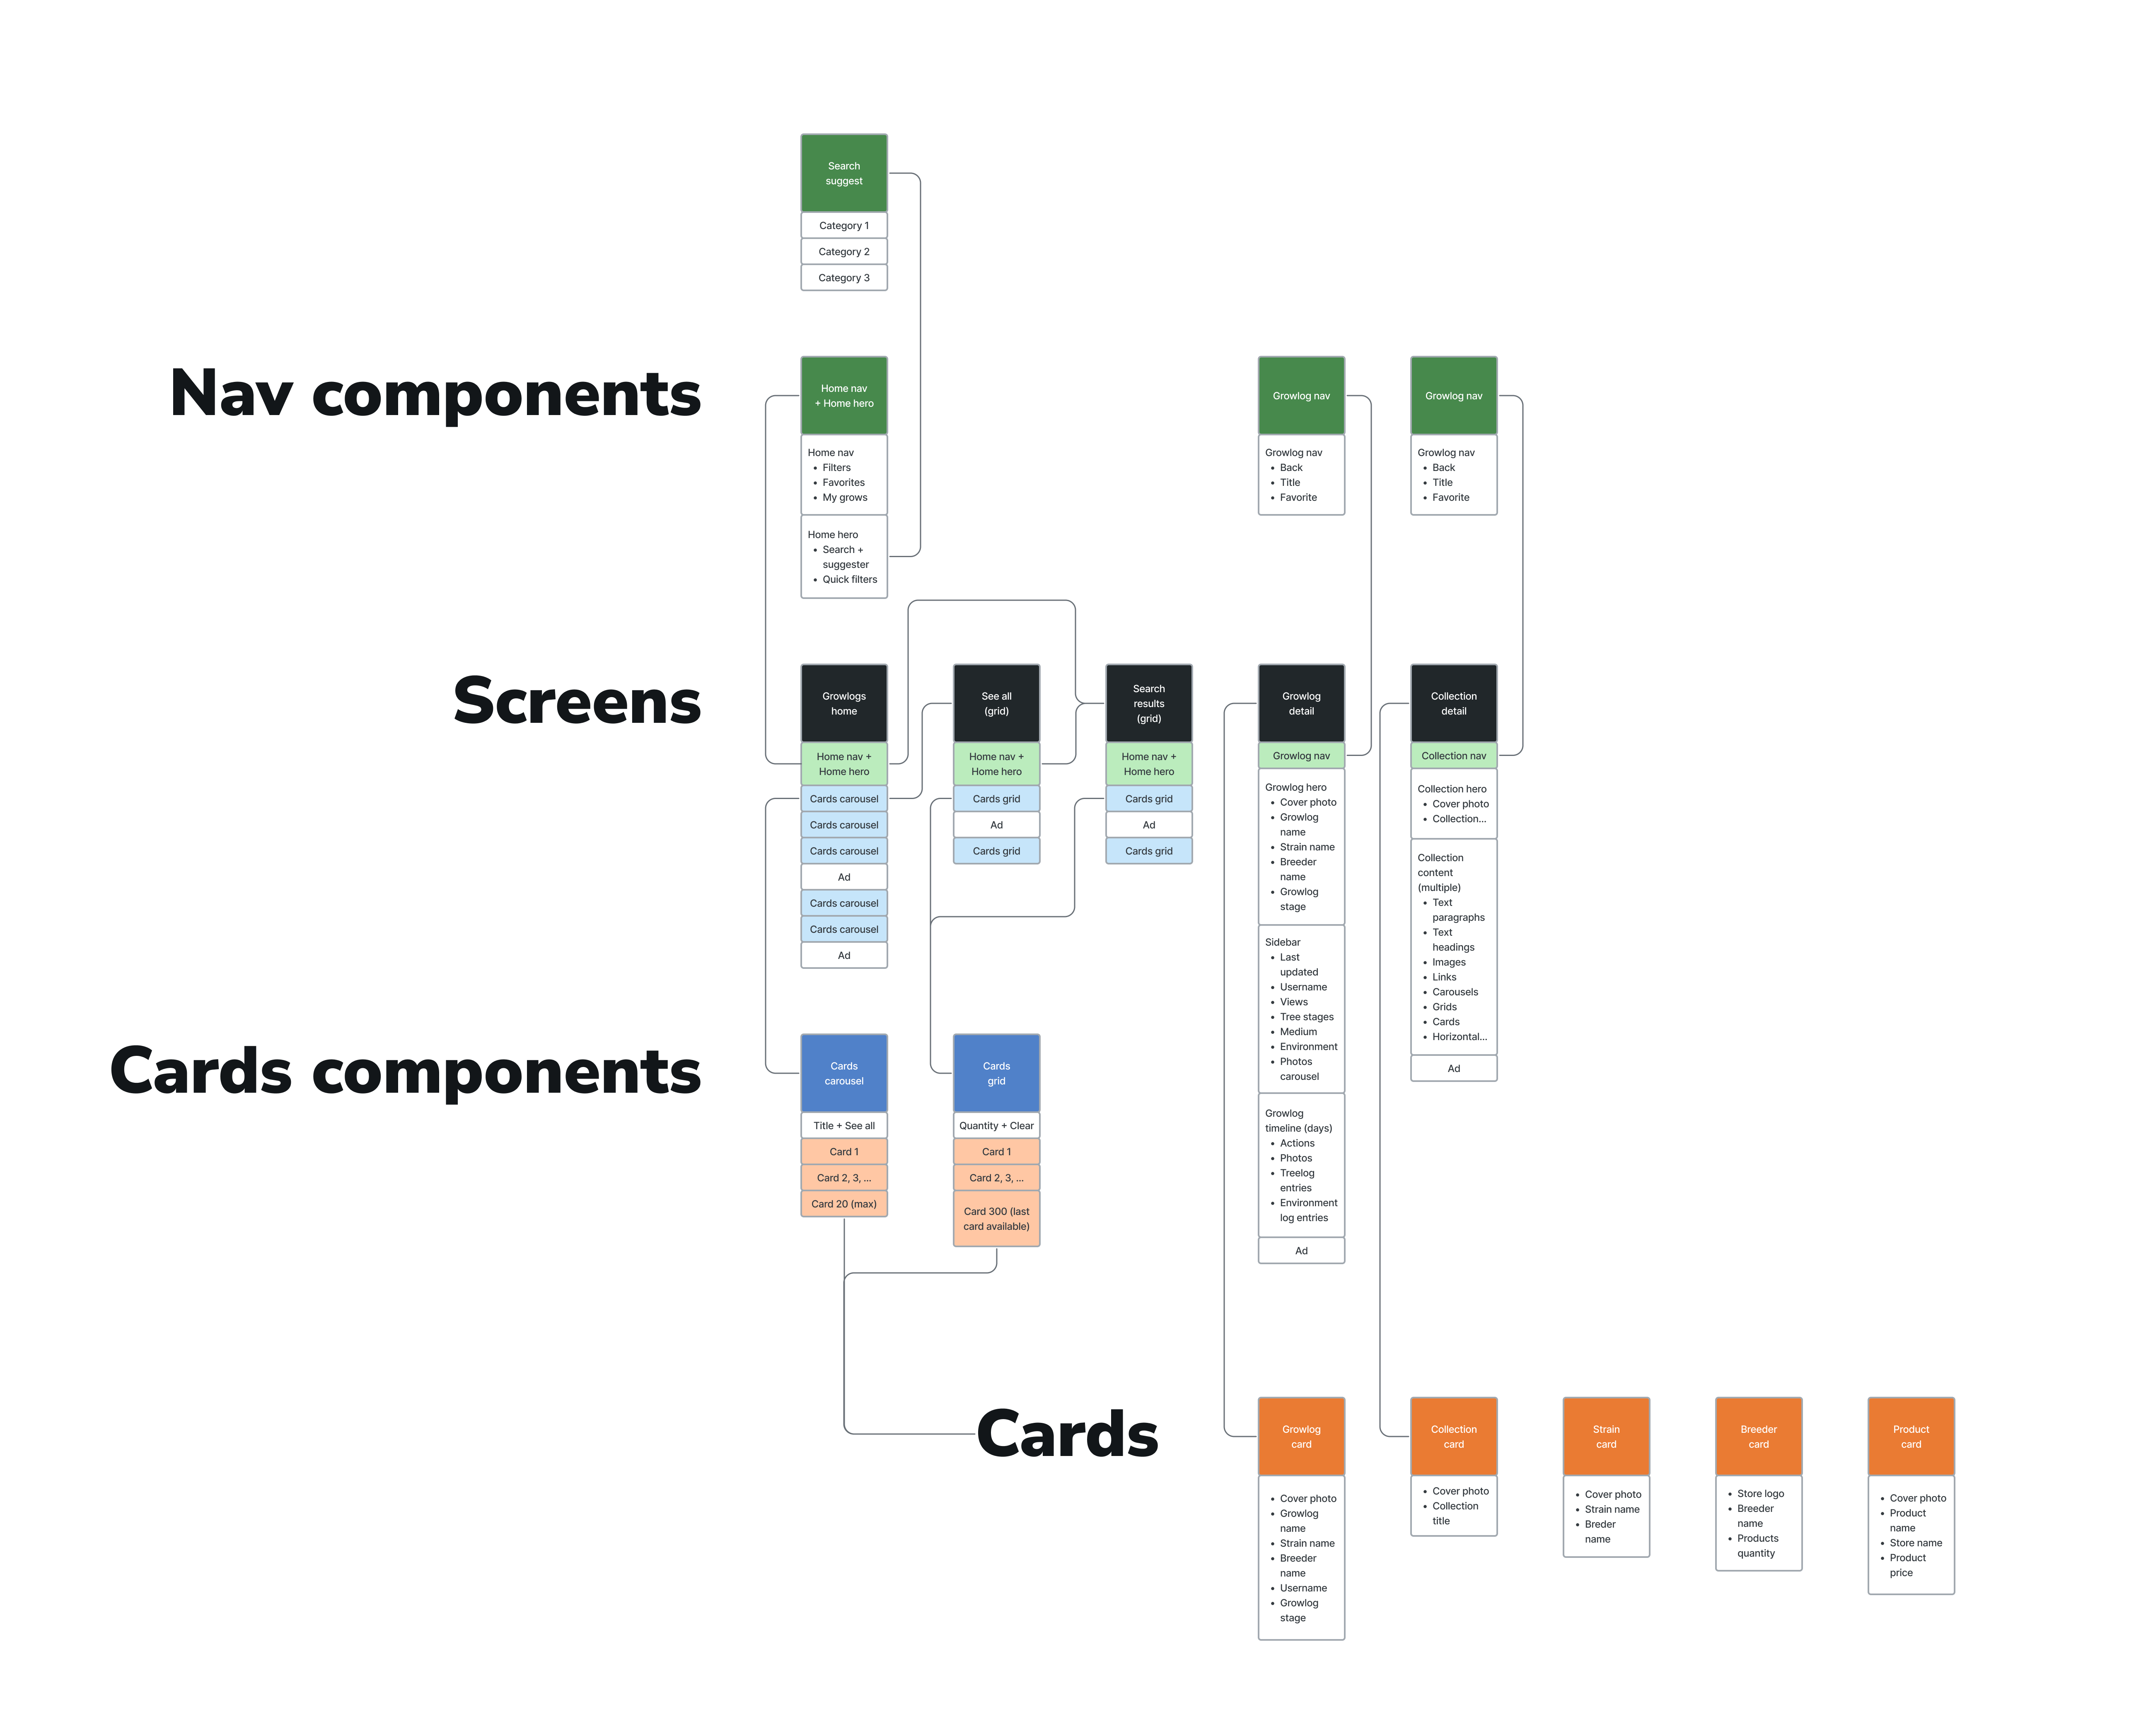 Search
suggest
Category 1
Category 2
Category 3
Nav components
Home nav
+ Home hero
Home nav
• Filters
• Favorites
• My grows
Home hero
• Search +
suggester
• Quick filters
Growlog nav
Growlog nav
• Back
• Title
• Favorite
Growlog nav
Growlog nav
• Back
• Title
• Favorite
Screens
Growlogs
home
Home nav +
Home hero
Cards carousel
Cards carousel
Cards carousel
Ad
Cards carousel
Cards carousel
Ad
See all
(grid)
Home nav +
Home hero
Cards grid
Ad
Cards grid
Search
results
(grid)
Home nav +
Home hero
Cards grid
Ad
Cards grid
Growlog
detail
Growlog nav
Growlog hero
• Cover photo
• Growlog
name
• Strain name
• Breeder
name
• Growlog
stage
Sidebar
• Last
updated
• Username
• Views
• Tree stages
• Medium
• Environment
• Photos
carousel
Growlog
timeline (days)
• Actions
• Photos
• Treelog
entries
• Environment
log entries
Ad
Collection
detail
Collection nav
Collection hero
• Cover photo
• Collection...
Collection
content
(multiple)
• Text
paragraphs
• Text
headings
• Images
• Links
• Carousels
• Grids
• Cards
• Horizontal...
Ad
Cards components
Cards
carousel
Title + See all
Card 1
Card 2, 3, ...
Card 20 (max)
Cards
grid
Quantity + Clear
Card 1
Card 2, 3, ...
Card 300 (last
card available)
Cards
Growlog
card
• Cover photo
• Growlog
name
• Strain name
• Breeder
name
• Username
• Growlog
stage
Collection
card
• Cover photo
• Collection
title
Strain
card
• Cover photo
• Strain name
• Breder
name
Breeder
card
• Store logo
• Breeder
name
• Products
quantity
Product
card
• Cover photo
• Product
name
• Store name
• Product
price